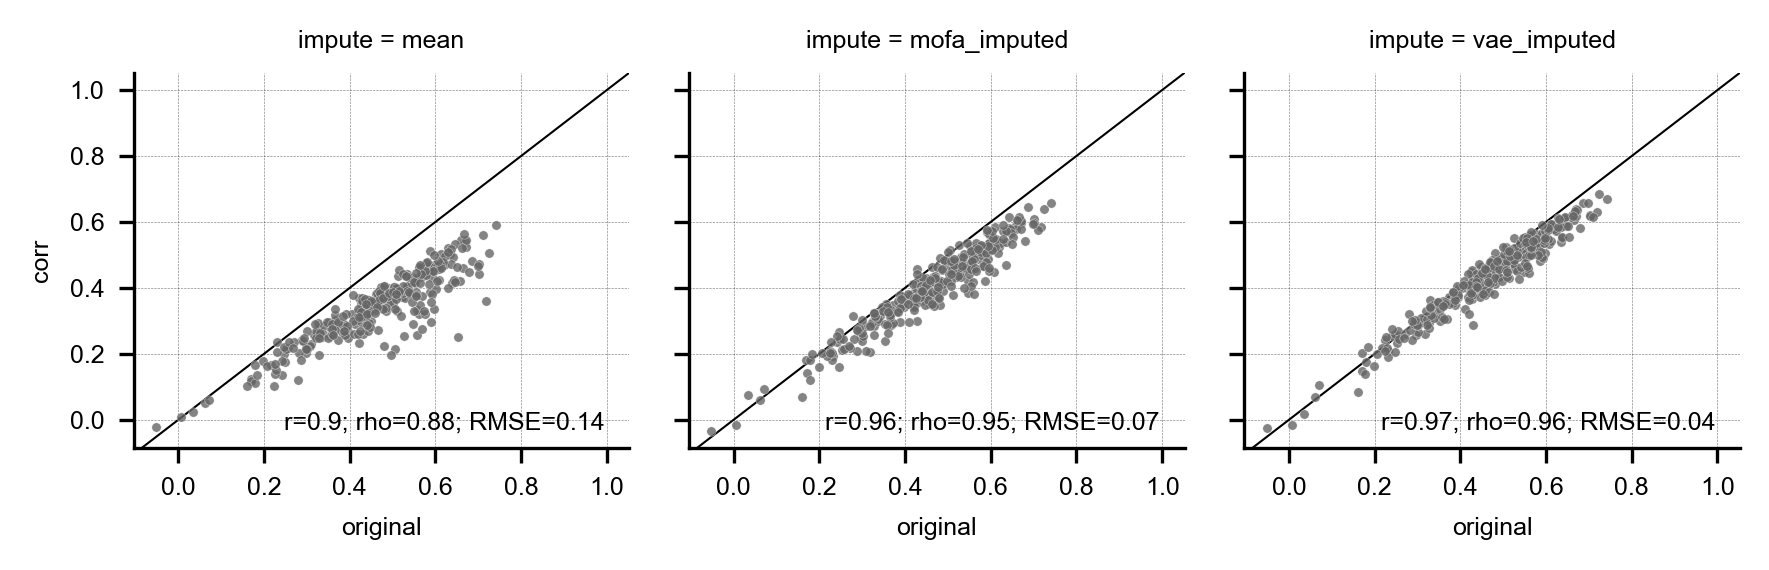 impute = mean
impute = mofa_imputed
impute = vae_imputed
1.0
0.8
0.6
0.4
0.2
0.0
corr
r=0.9; rho=0.88; RMSE=0.14
r=0.96; rho=0.95; RMSE=0.07
r=0.97; rho=0.96; RMSE=0.04
0.0 0.2 0.4 0.6 0.8 1.0
0.0 0.2 0.4 0.6 0.8 1.0
0.0 0.2 0.4 0.6 0.8 1.0
original
original
original